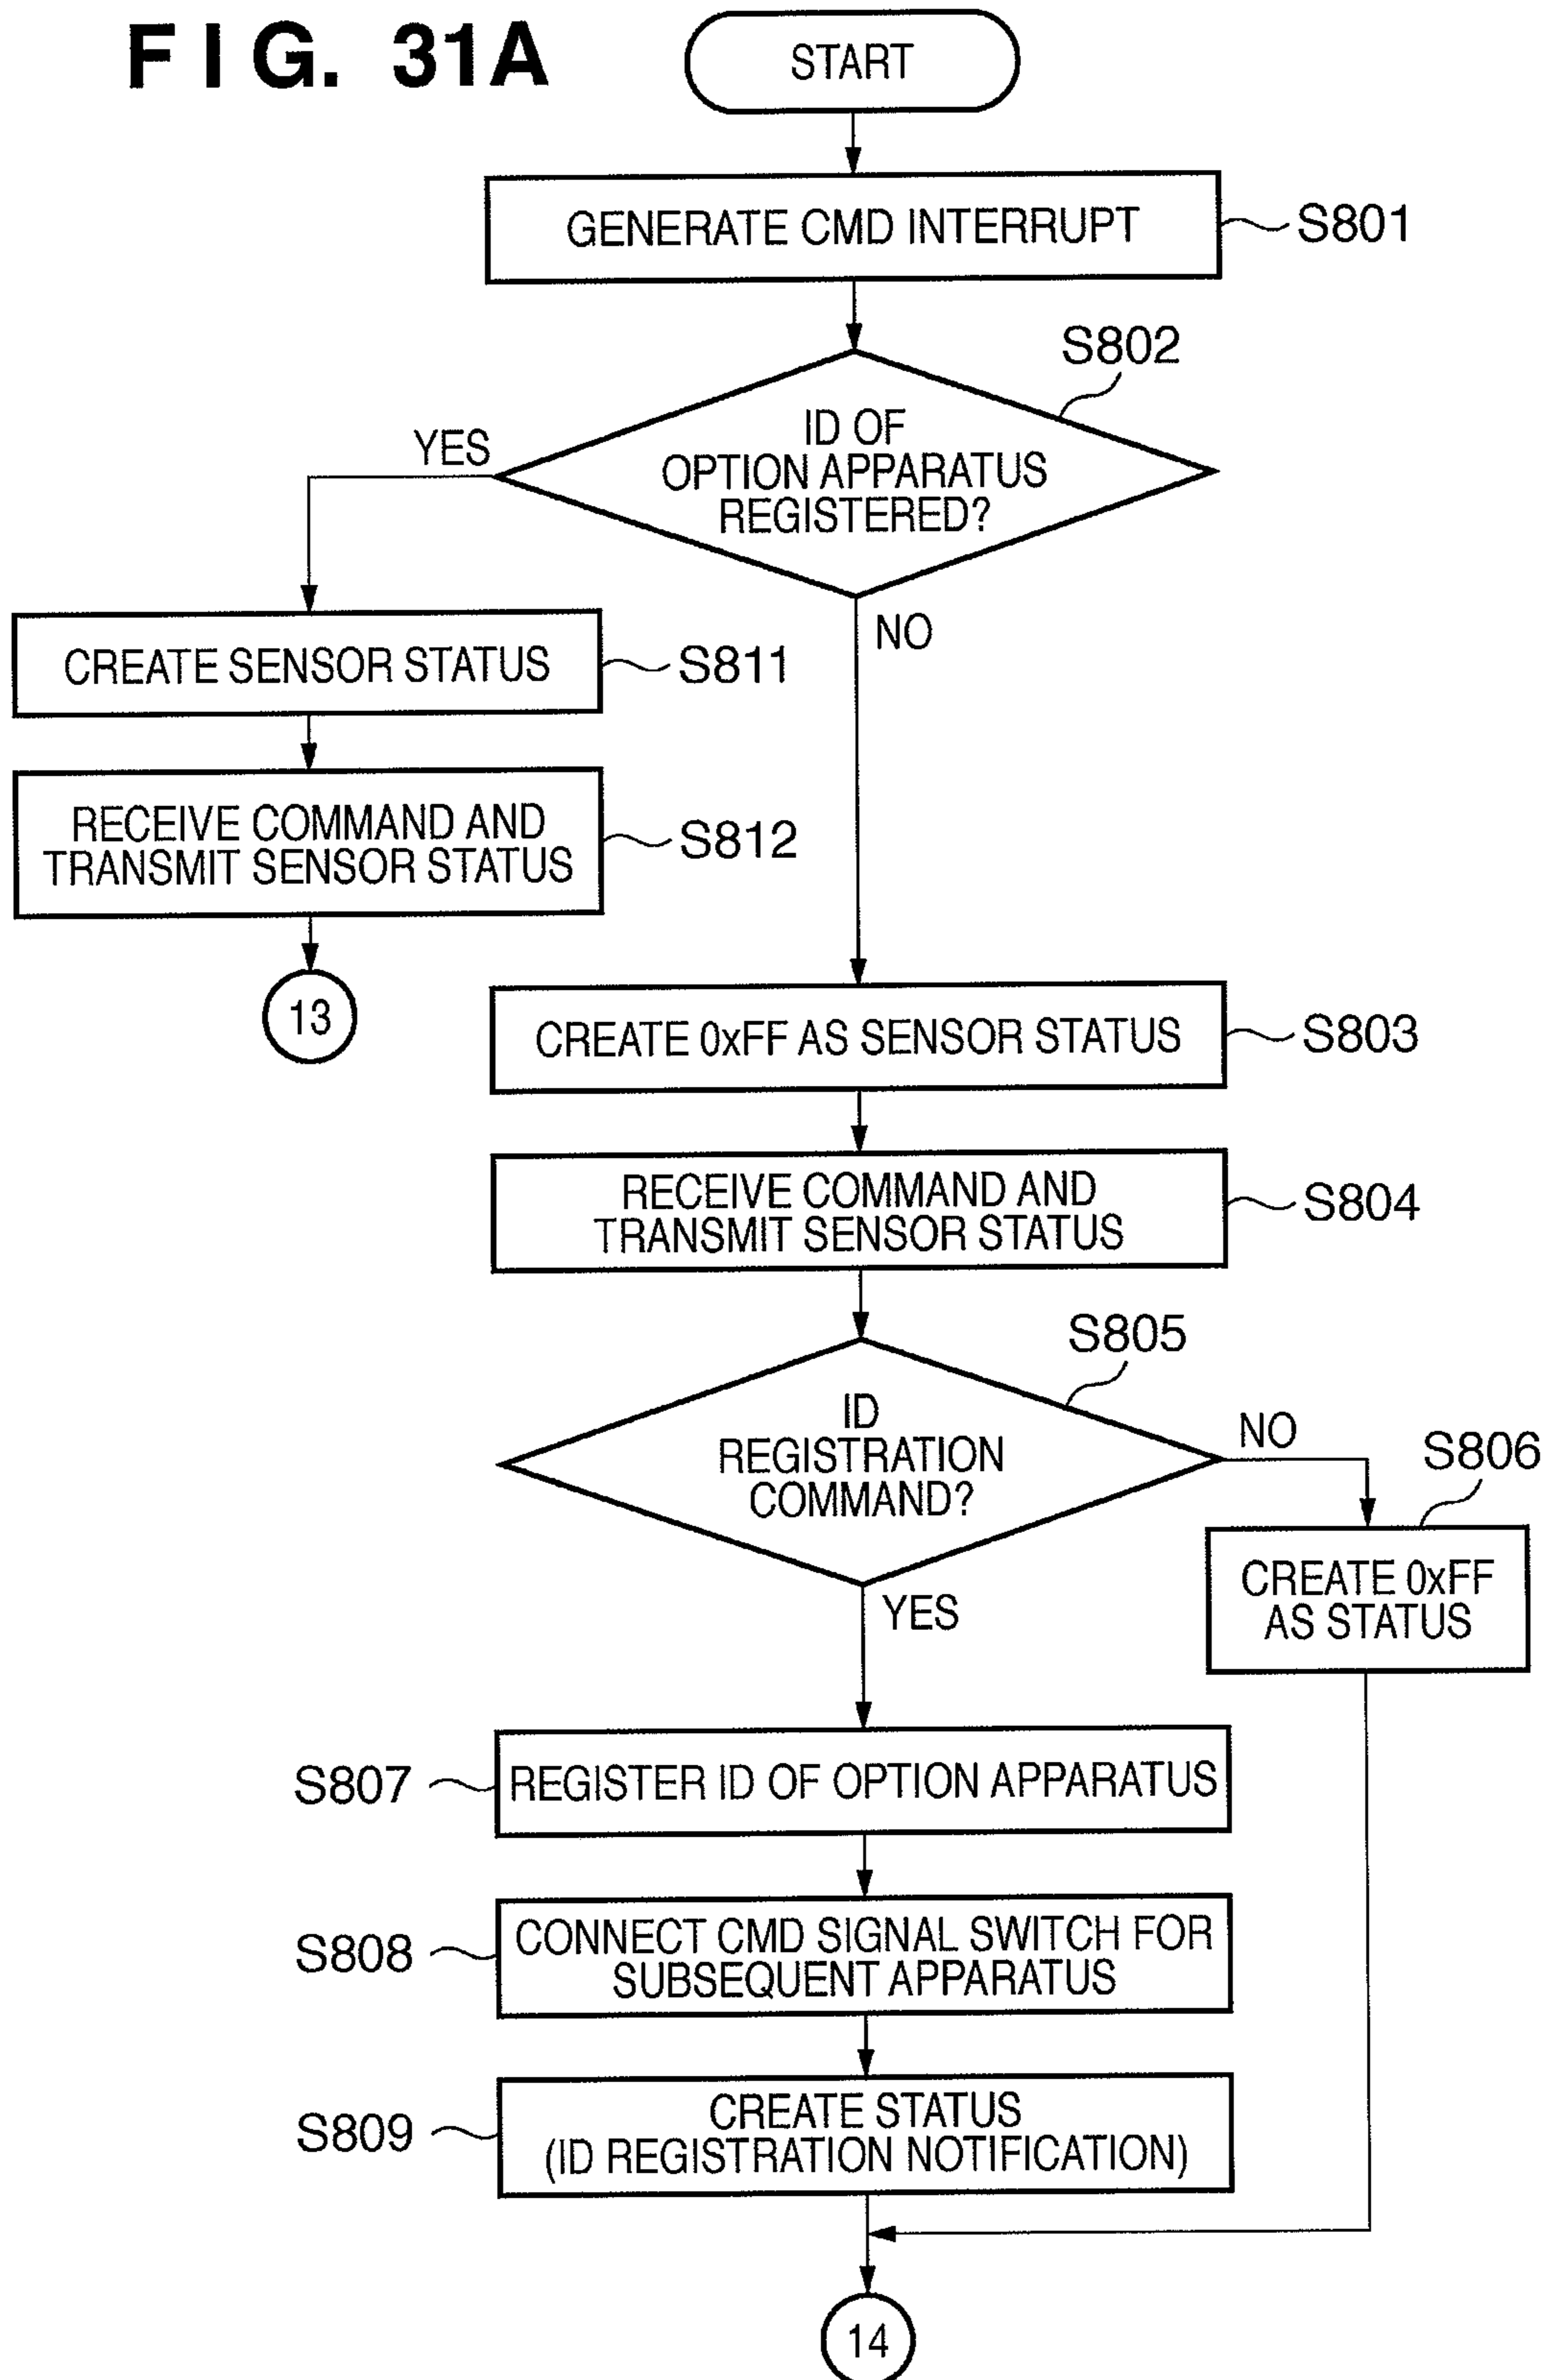 FIG. 31A
START
GENERATE CMD INTERRUPT
S801
S802
ID OF
OPTION APPARATUS
REGISTERED?
YES
NO
CREATE SENSOR STATUS
S811
RECEIVE COMMAND AND
TRANSMIT SENSOR STATUS
S812
13
CREATE 0xFF AS SENSOR STATUS
S803
RECEIVE COMMAND AND
TRANSMIT SENSOR STATUS
S804
S805
ID
REGISTRATION
COMMAND?
NO
S806
CREATE 0xFF
AS STATUS
YES
S807
REGISTER ID OF OPTION APPARATUS
S808
CONNECT CMD SIGNAL SWITCH FOR
SUBSEQUENT APPARATUS
S809
CREATE STATUS
(ID REGISTRATION NOTIFICATION)
14